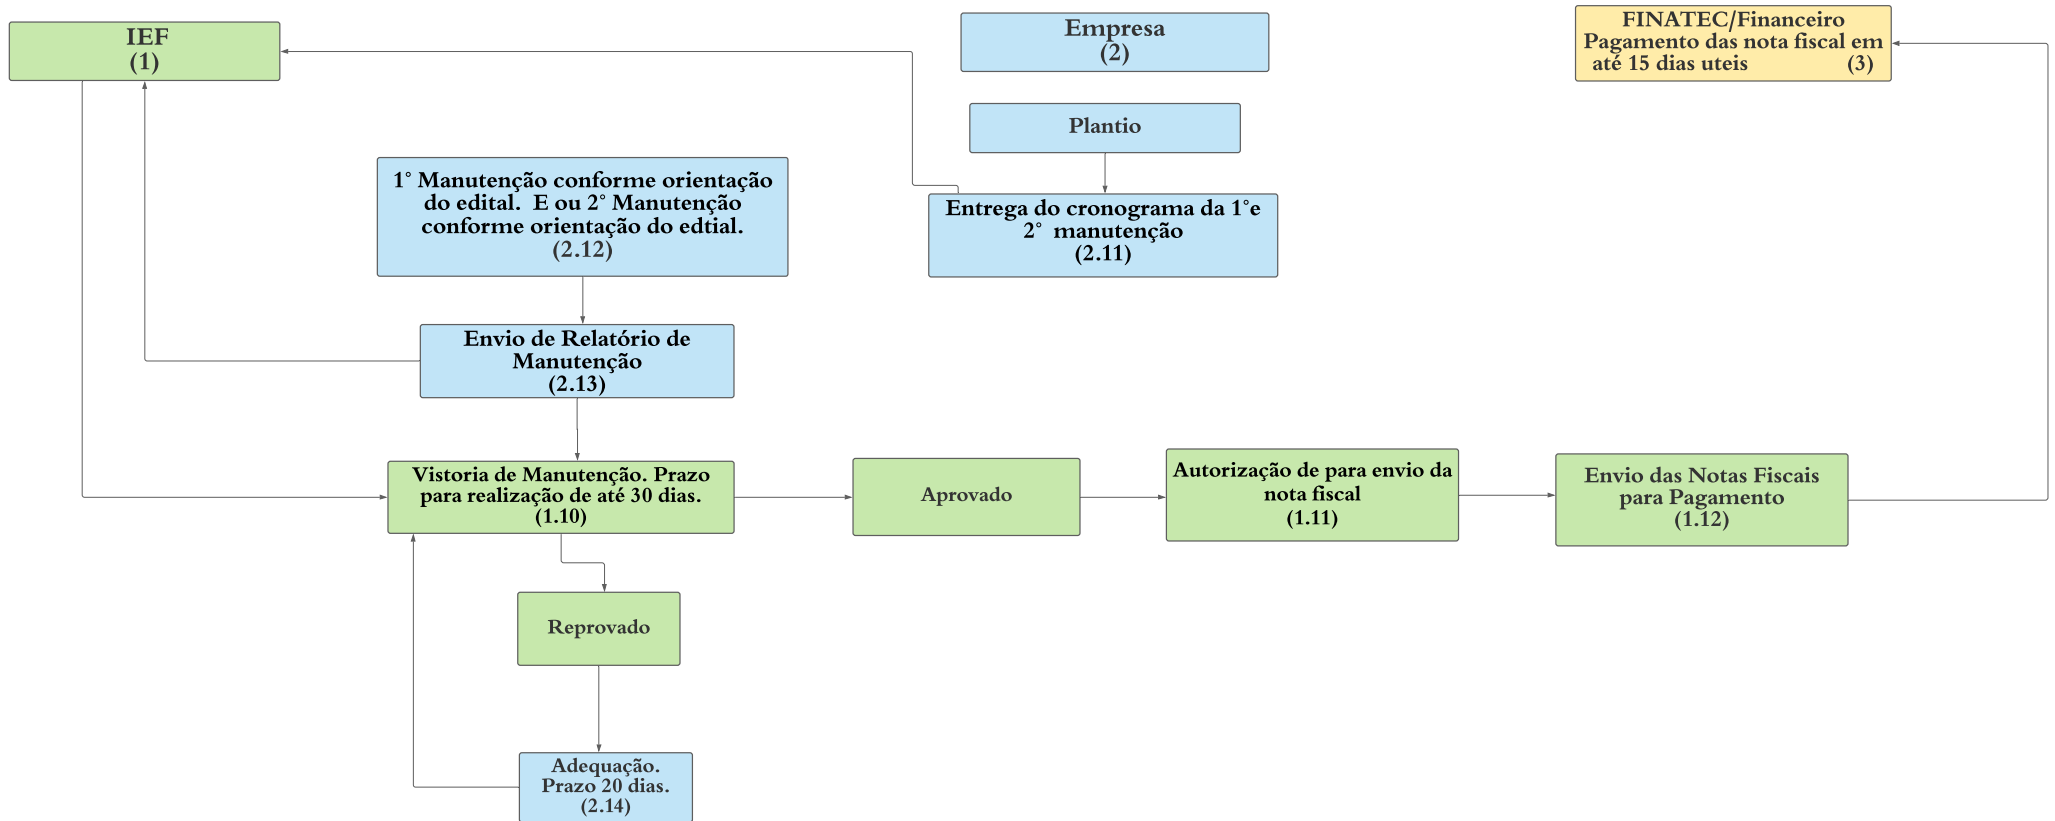 IEF
(1)
Empresa
(2)
FINATEC/Financeiro
Pagamento das nota fiscal em
até 15 dias uteis (3)
Plantio
1° Manutenção conforme orientação
do edital. E ou 2° Manutenção
conforme orientação do edtial.
(2.12)
Entrega do cronograma da 1°e
2° manutenção
(2.11)
Envio de Relatório de
Manutenção
(2.13)
Vistoria de Manutenção. Prazo
para realização de até 30 dias.
(1.10)
Aprovado
Autorização de para envio da
nota fiscal
(1.11)
Envio das Notas Fiscais
para Pagamento
(1.12)
Reprovado
Adequação.
Prazo 20 dias.
(2.14)